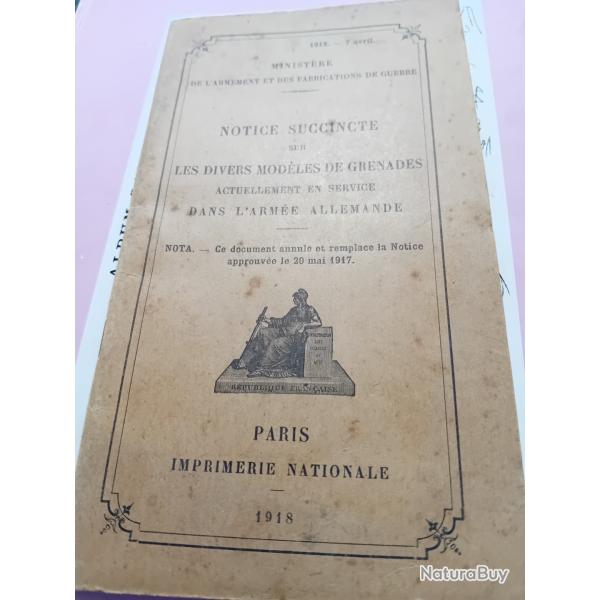 1918. — 7 avril.
MINISTÈRE
DE L'ARMEMENT ET DES FABRICATIONS DE GUERRE
NOTICE SUCCINCTE
SUR
LES DIVERS MODÈLES DE GRENADES
ACTUELLEMENT EN SERVICE
DANS L'ARMÉE ALLEMANDE
NOTA. — Ce document annule et remplace la Notice
approuvée le 20 mai 1917.
RÉPUBLIQUE FRANÇAISE
PARIS
IMPRIMERIE NATIONALE
1918
NaturaBuy